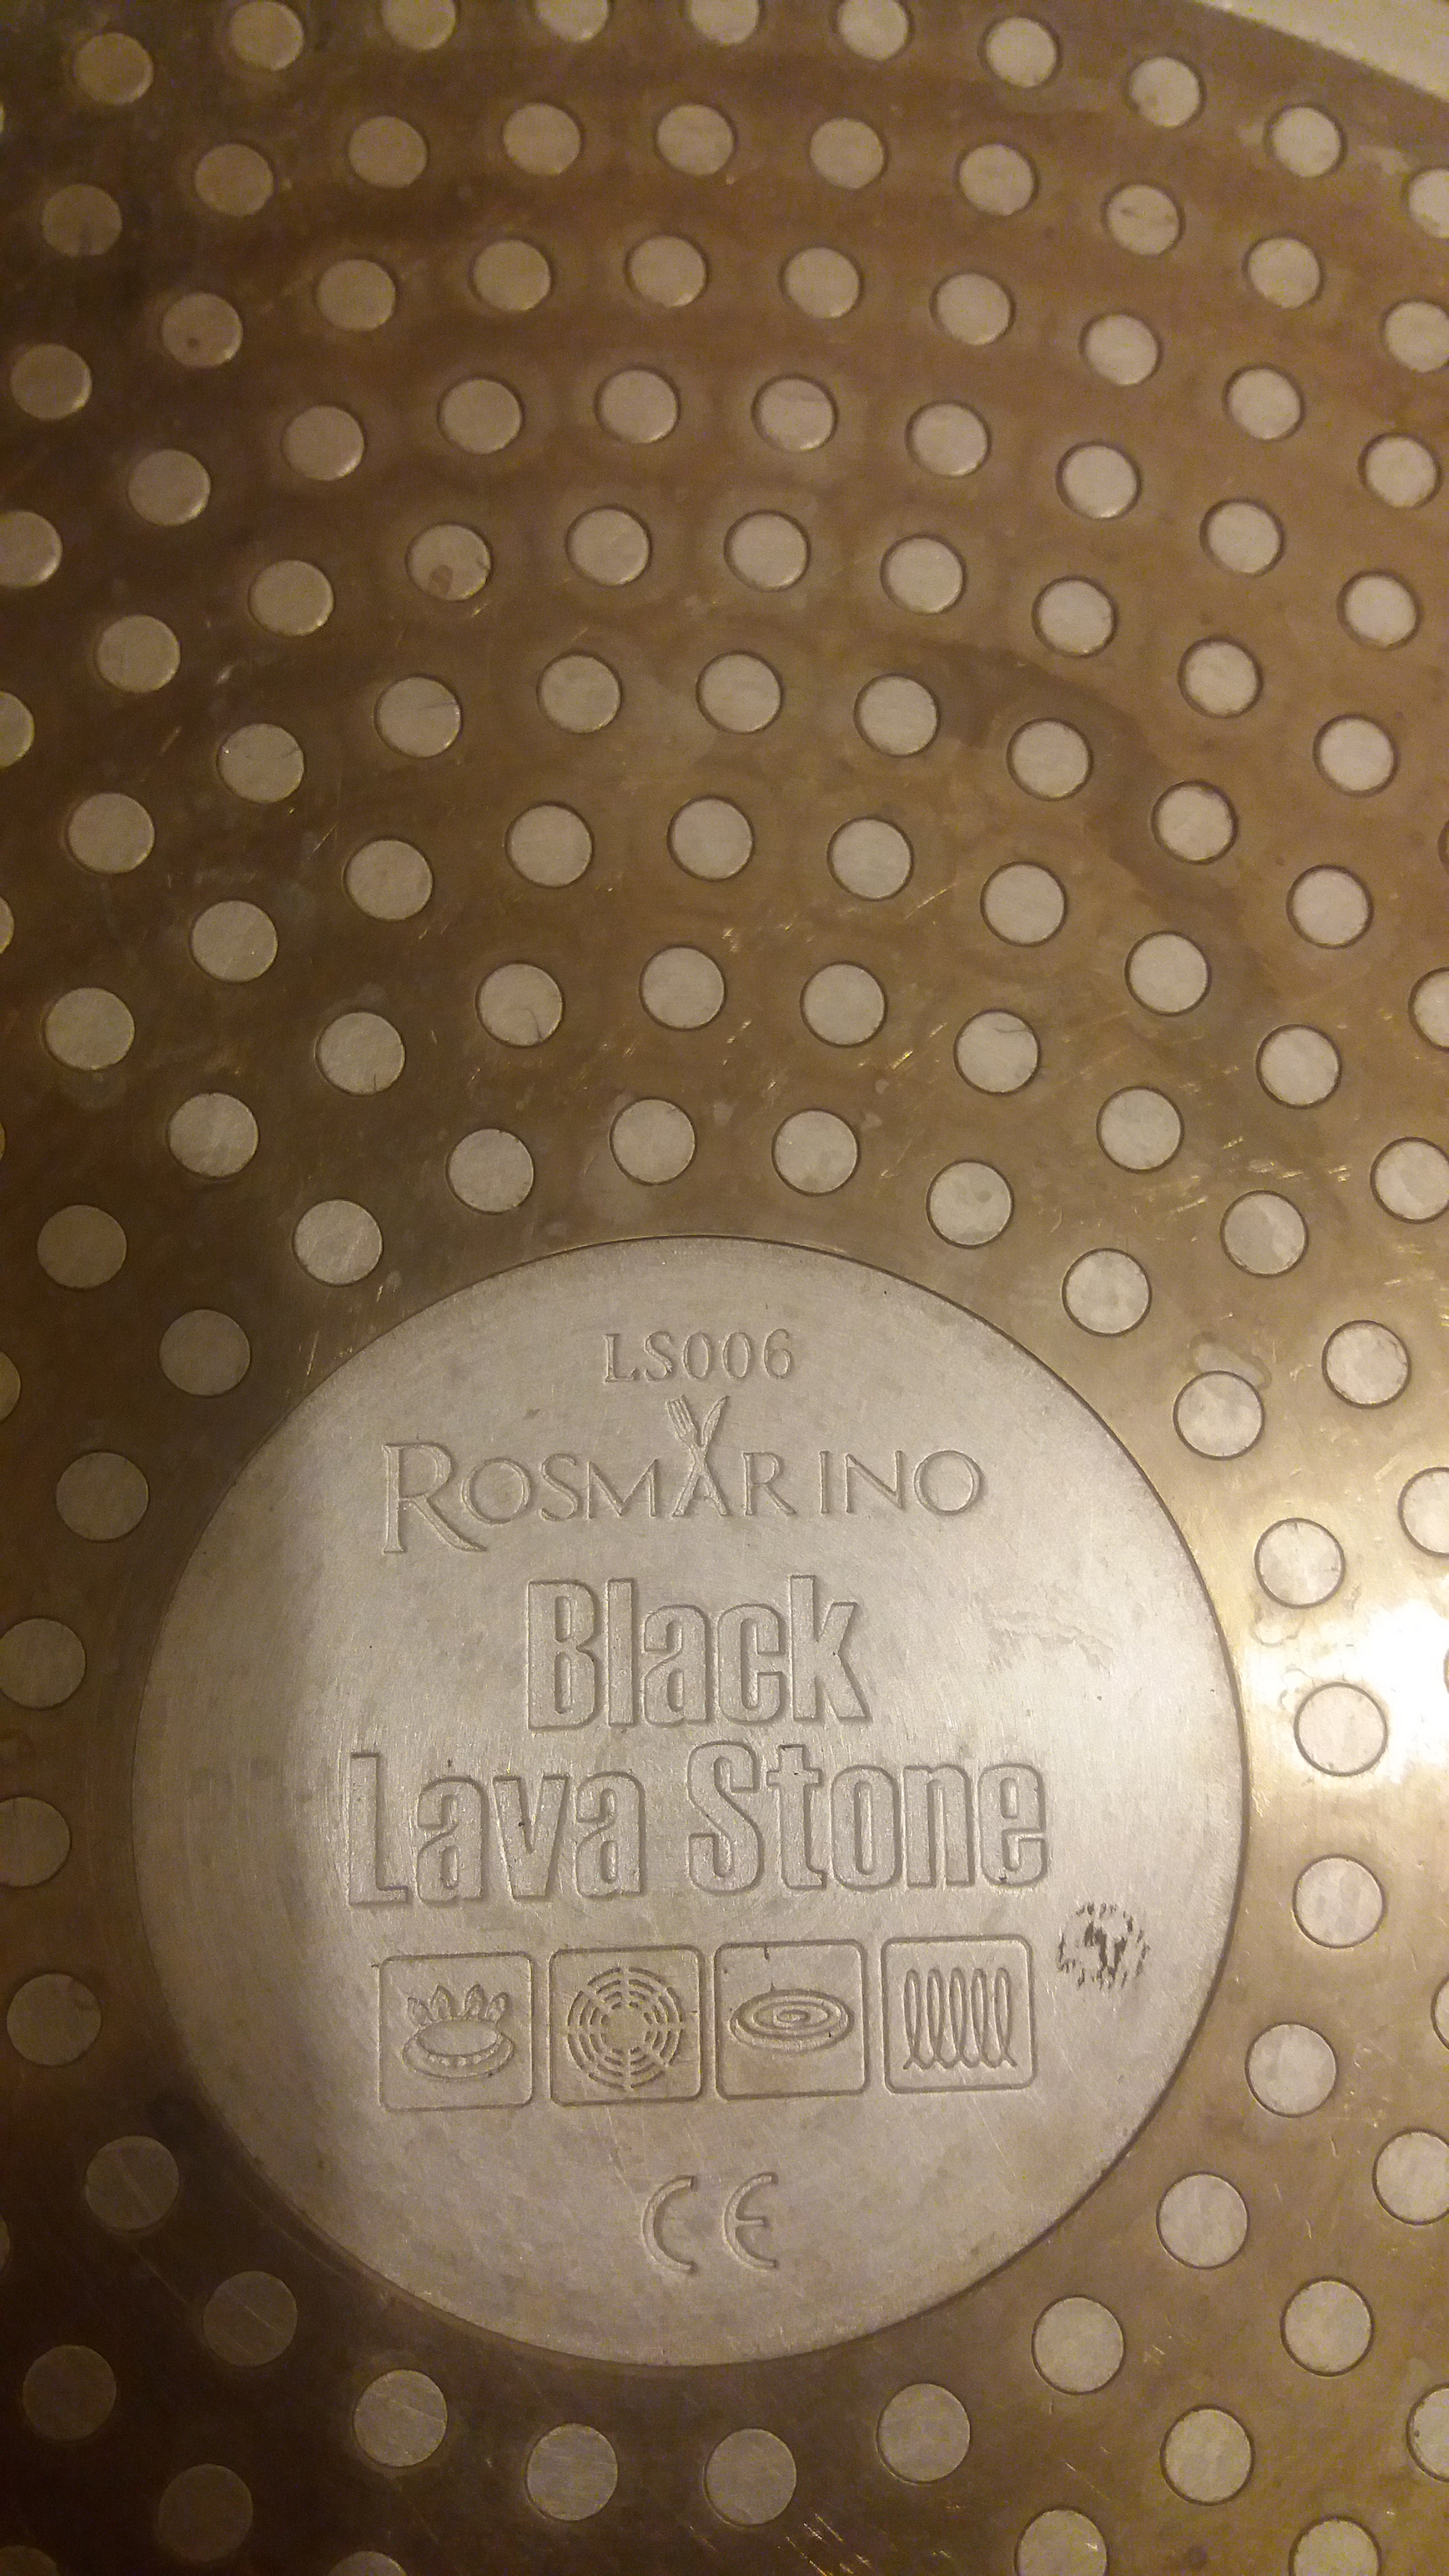 LS006
ROSMARINO
Black
Lava Stone
CE